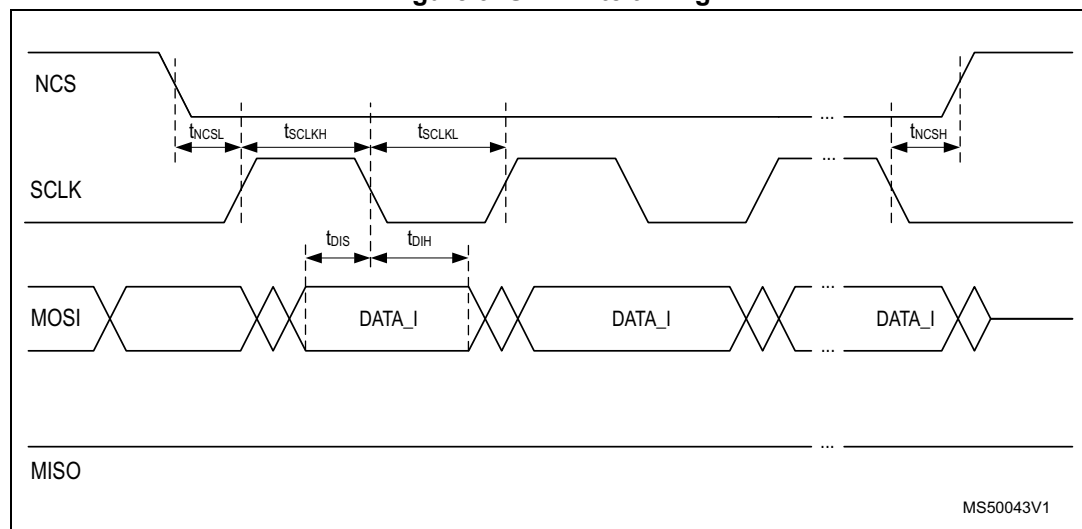 NCS
tNCSL
tSCLKH
tSCLKL
...
tNCSH
SCLK
...
tDIS
tDIH
...
MOSI
DATA_I
DATA_I
DATA_I
...
...
MISO
MS50043V1